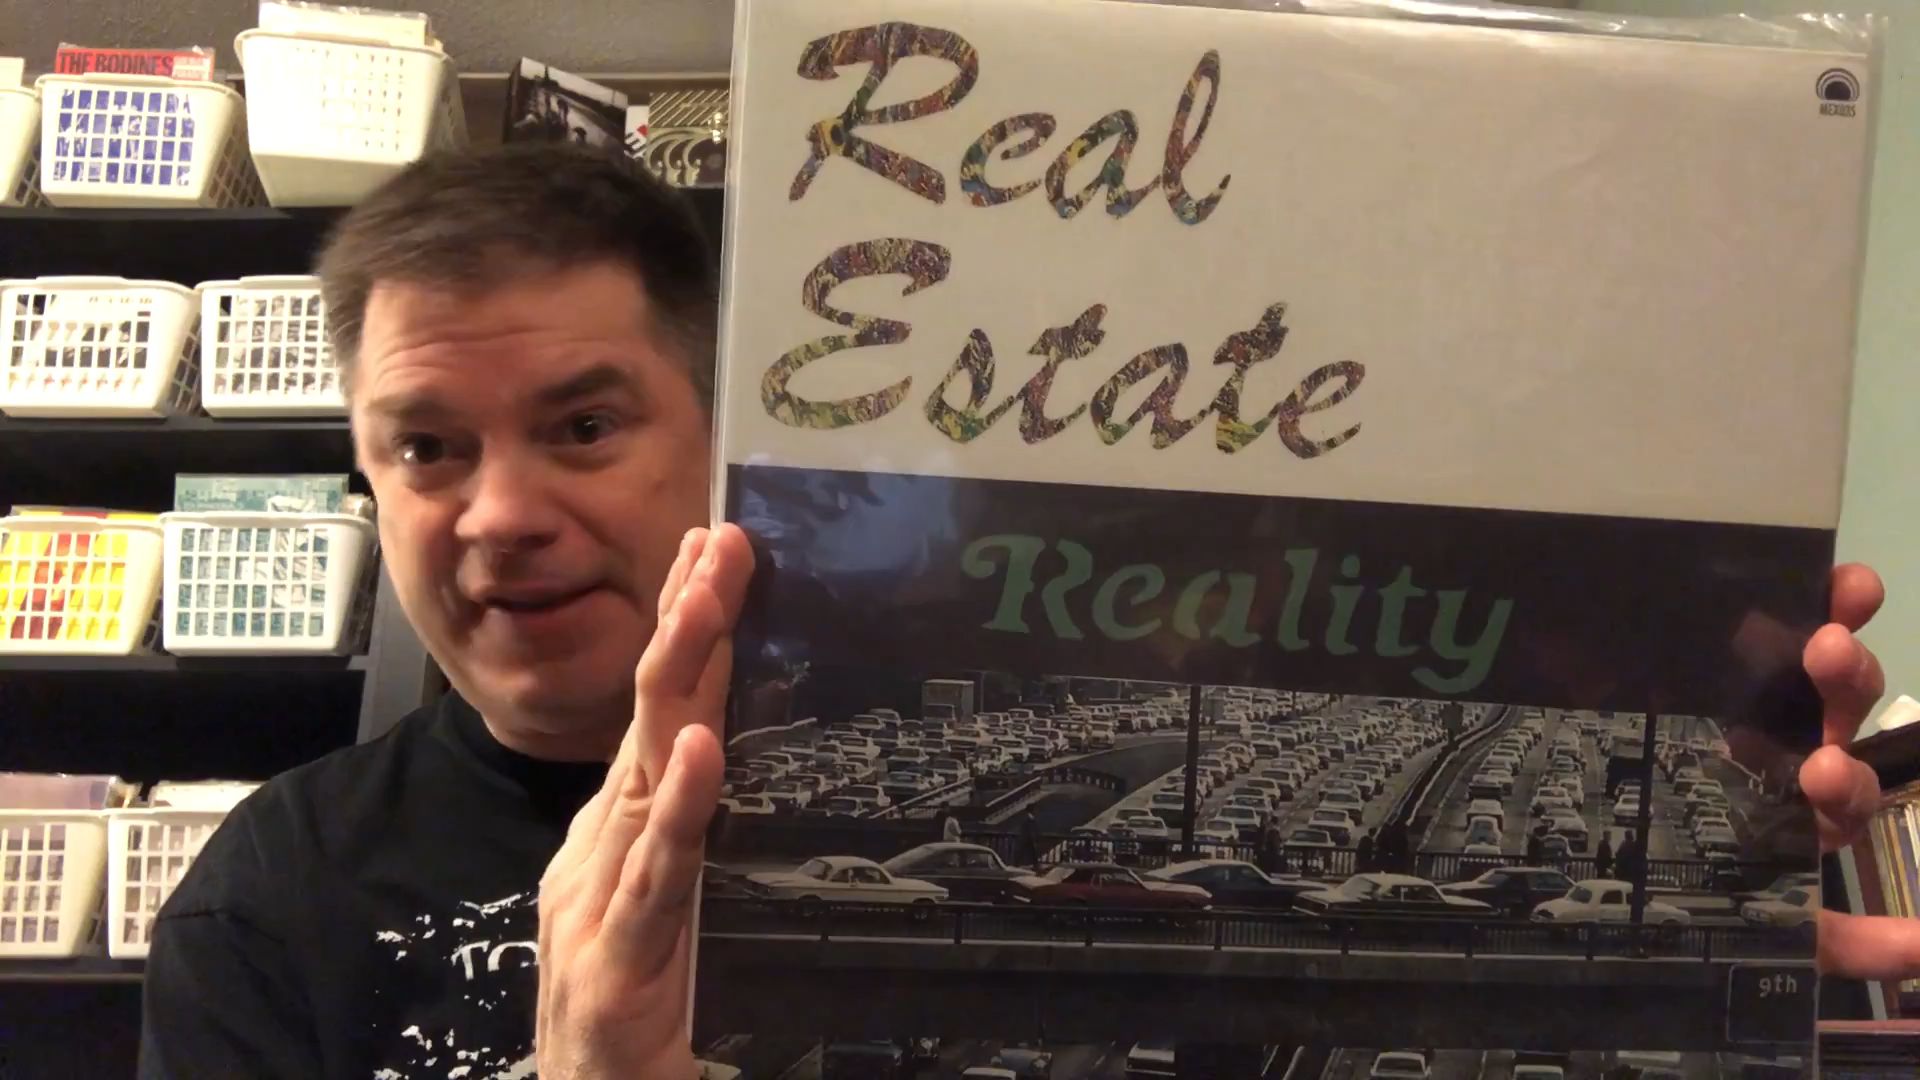 THE BODINES
Real
Estate
MEX035
Reality
9th